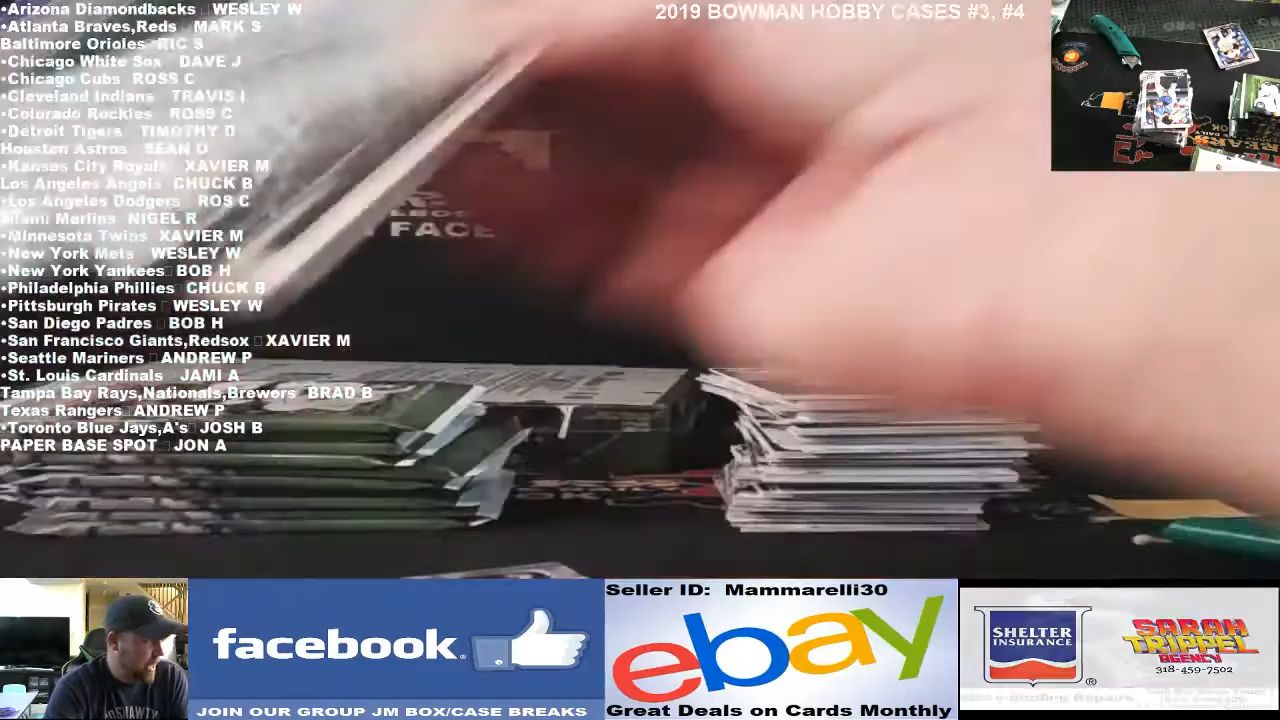 •Arizona Diamondbacks WESLEY W
•Atlanta Braves,Reds MARK S
Baltimore Orioles RIC S
•Chicago White Sox DAVE J
•Chicago Cubs ROSS C
•Cleveland Indians TRAVIS I
•Colorado Rockies ROSS C
•Detroit Tigers TIMOTHY D
Houston Astros SEAN D
•Kansas City Royals XAVIER M
Los Angeles Angels CHUCK B
•Los Angeles Dodgers ROS C
Miami Marlins NIGEL R
•Minnesota Twins XAVIER M
•New York Mets WESLEY W
•New York Yankees BOB H
•Philadelphia Phillies CHUCK B
•Pittsburgh Pirates WESLEY W
•San Diego Padres BOB H
•San Francisco Giants,Redsox XAVIER M
•Seattle Mariners ANDREW P
•St. Louis Cardinals JAMI A
Tampa Bay Rays,Nationals,Brewers BRAD B
Texas Rangers ANDREW P
•Toronto Blue Jays,A's JOSH B
PAPER BASE SPOT JON A
2019 BOWMAN HOBBY CASES #3, #4
FACE
facebook.
JOIN OUR GROUP JM BOX/CASE BREAKS
Seller ID: Mammarelli30
ebay
Great Deals on Cards Monthly
SHELTER
INSURANCE
®
SARAH
TRIPPEL
AGENCY
318-459-7502